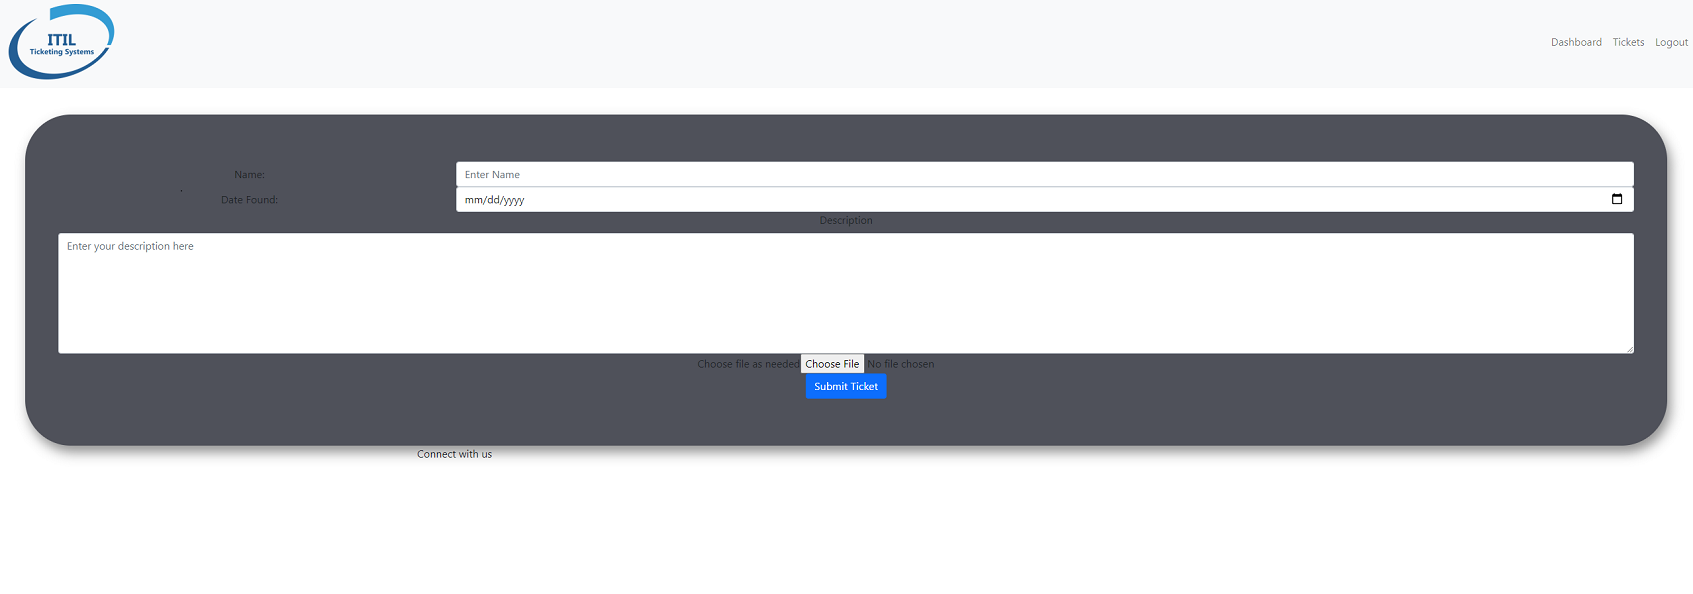 ITIL
Ticketing Systems
Dashboard Tickets Logout
Name: Enter Name
Date Found: mm/dd/yyyy
Description
Enter your description here
Choose file as needed Choose File No file chosen
Submit Ticket
Connect with us